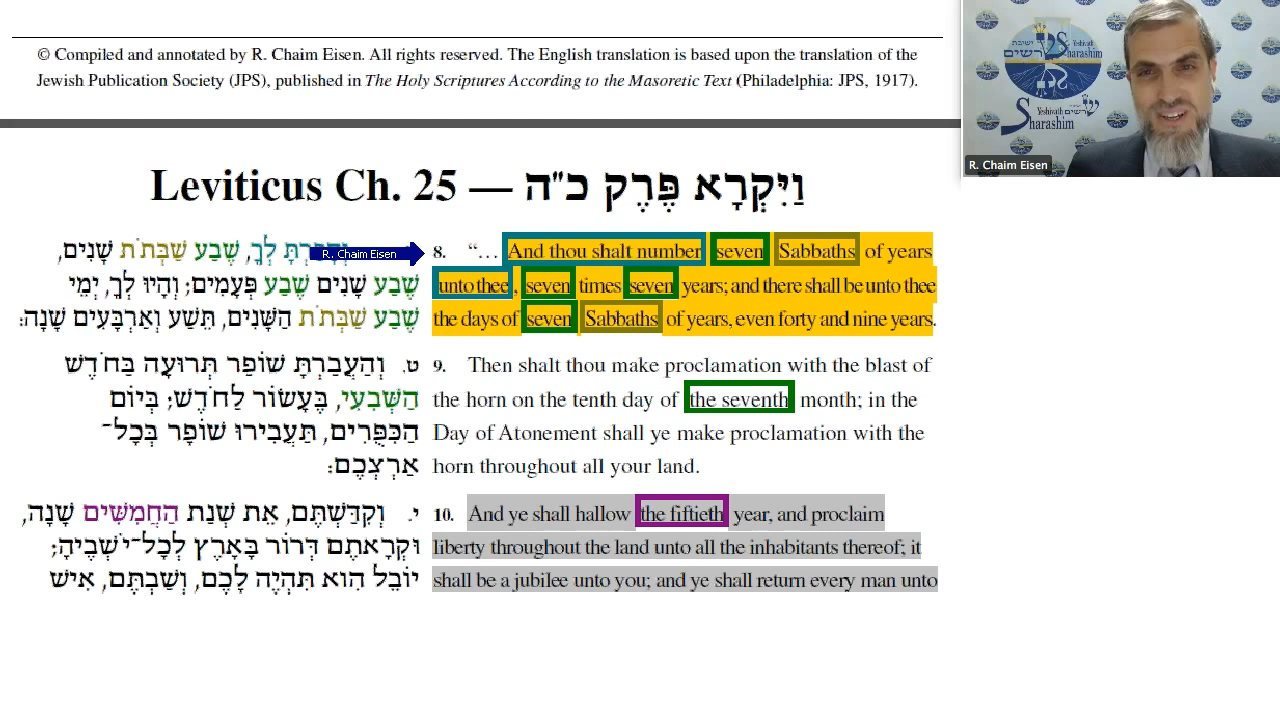 © Compiled and annotated by R. Chaim Eisen. All rights reserved. The English translation is based upon the translation of the
Jewish Publication Society (JPS), published in The Holy Scriptures According to the Masoretic Text (Philadelphia: JPS, 1917).
ישיבת
שרשים
Yeshivath
Sharashim
Yeshivath שרשים
Sharashim
R. Chaim Eisen
Leviticus Ch. 25 — וַיִּקְרָא פֶּרֶק כ"ה
R. Chaim Eisen
לְךָ, שֶׁבַע שַׁבְּתֹת שָׁנִים,
שֶׁבַע שָׁנִים שֶׁבַע פְּעָמִים; וְהָיוּ לְךָ, יְמֵי
שֶׁבַע שַׁבְּתֹת הַשָּׁנִים, תֵּשַׁע וְאַרְבָּעִים שָׁנָה:
8. “… And thou shalt number seven Sabbaths of years
unto thee, seven times seven years; and there shall be unto thee
the days of seven Sabbaths of years, even forty and nine years.
ט. וְהַעֲבַרְתָּ שׁוֹפַר תְּרוּעָה בַּחֹדֶשׁ
הַשְּׁבִעִי, בֶּעָשׂוֹר לַחֹדֶשׁ; בְּיוֹם
הַכִּפֻּרִים, תַּעֲבִירוּ שׁוֹפָר בְּכָל־
אַרְצְכֶם:
9. Then shalt thou make proclamation with the blast of
the horn on the tenth day of the seventh month; in the
Day of Atonement shall ye make proclamation with the
horn throughout all your land.
י. וְקִדַּשְׁתֶּם, אֵת שְׁנַת הַחֲמִשִּׁים שָׁנָה,
וּקְרָאתֶם דְּרוֹר בָּאָרֶץ לְכָל־יֹשְׁבֶיהָ;
יוֹבֵל הִוא תִּהְיֶה לָכֶם, וְשַׁבְתֶּם, אִישׁ
10. And ye shall hallow the fiftieth year, and proclaim
liberty throughout the land unto all the inhabitants thereof; it
shall be a jubilee unto you; and ye shall return every man unto